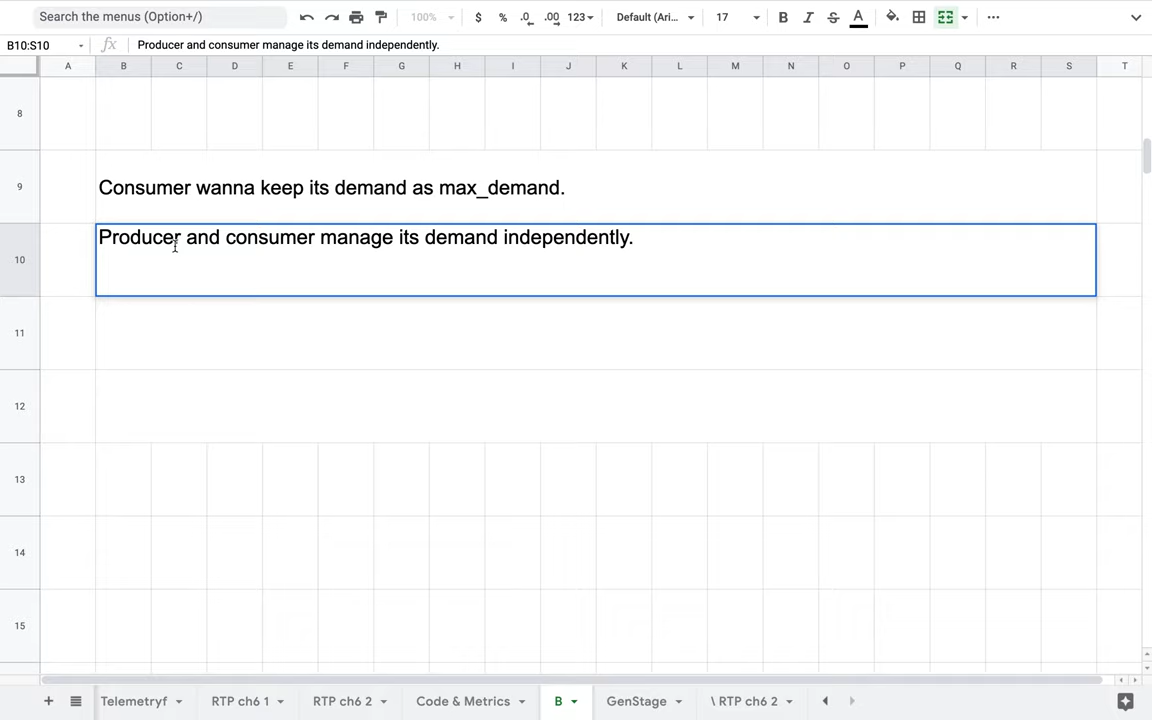 Search the menus (Option+/) 100% $ % .0 .00 123 Default (Ari... 17 B I S A
B10:S10 fx Producer and consumer manage its demand independently.
A B C D E F G H I J K L M N O P Q R S T
8
9 Consumer wanna keep its demand as max_demand.
10 Producer and consumer manage its demand independently.
11
12
13
14
15
+ Telemetryf RTP ch6 1 RTP ch6 2 Code & Metrics B GenStage \ RTP ch6 2